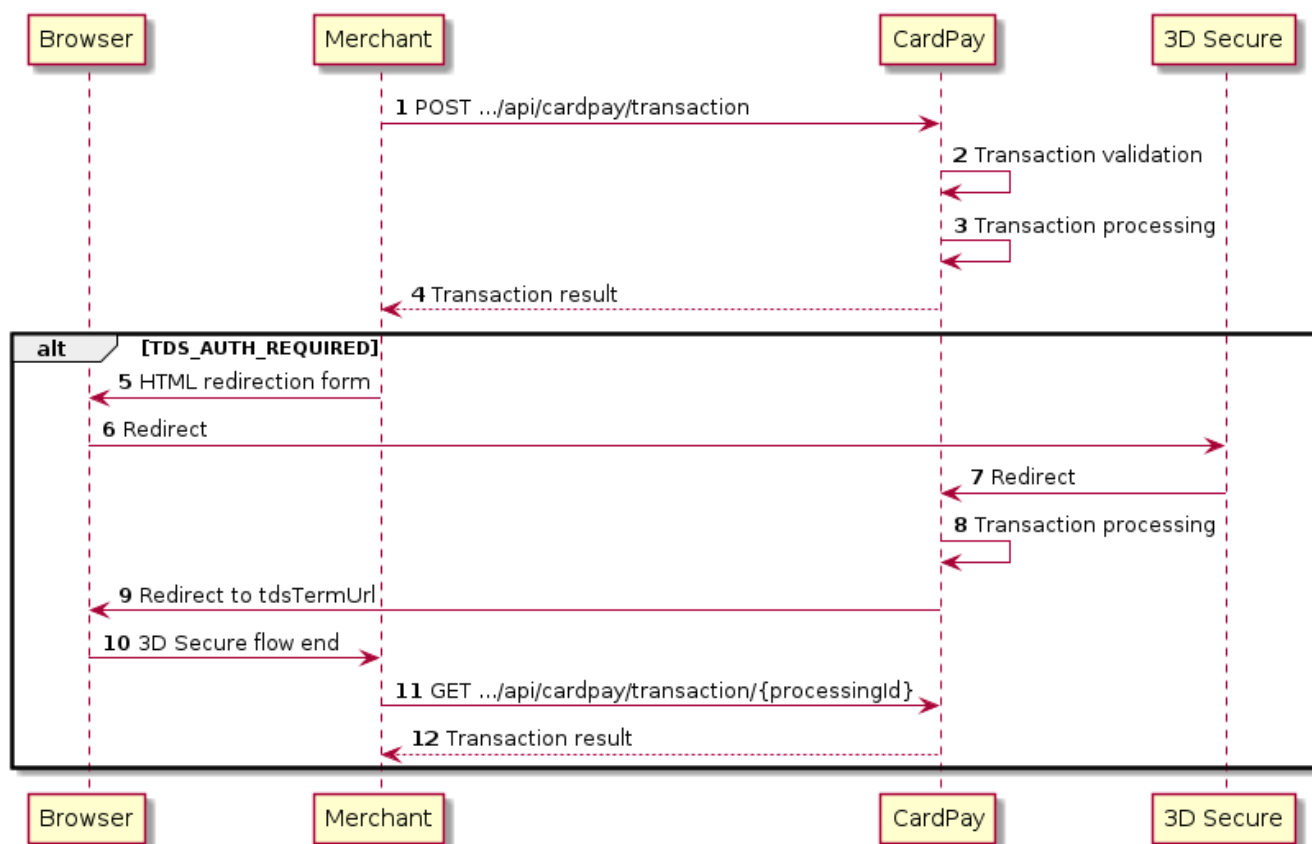 Browser Merchant CardPay 3D Secure
1 POST .../api/cardpay/transaction
2 Transaction validation
3 Transaction processing
4 Transaction result
alt [TDS_AUTH_REQUIRED]
5 HTML redirection form
6 Redirect
7 Redirect
8 Transaction processing
9 Redirect to tdsTermUrl
10 3D Secure flow end
11 GET .../api/cardpay/transaction/{processingId}
12 Transaction result
Browser Merchant CardPay 3D Secure